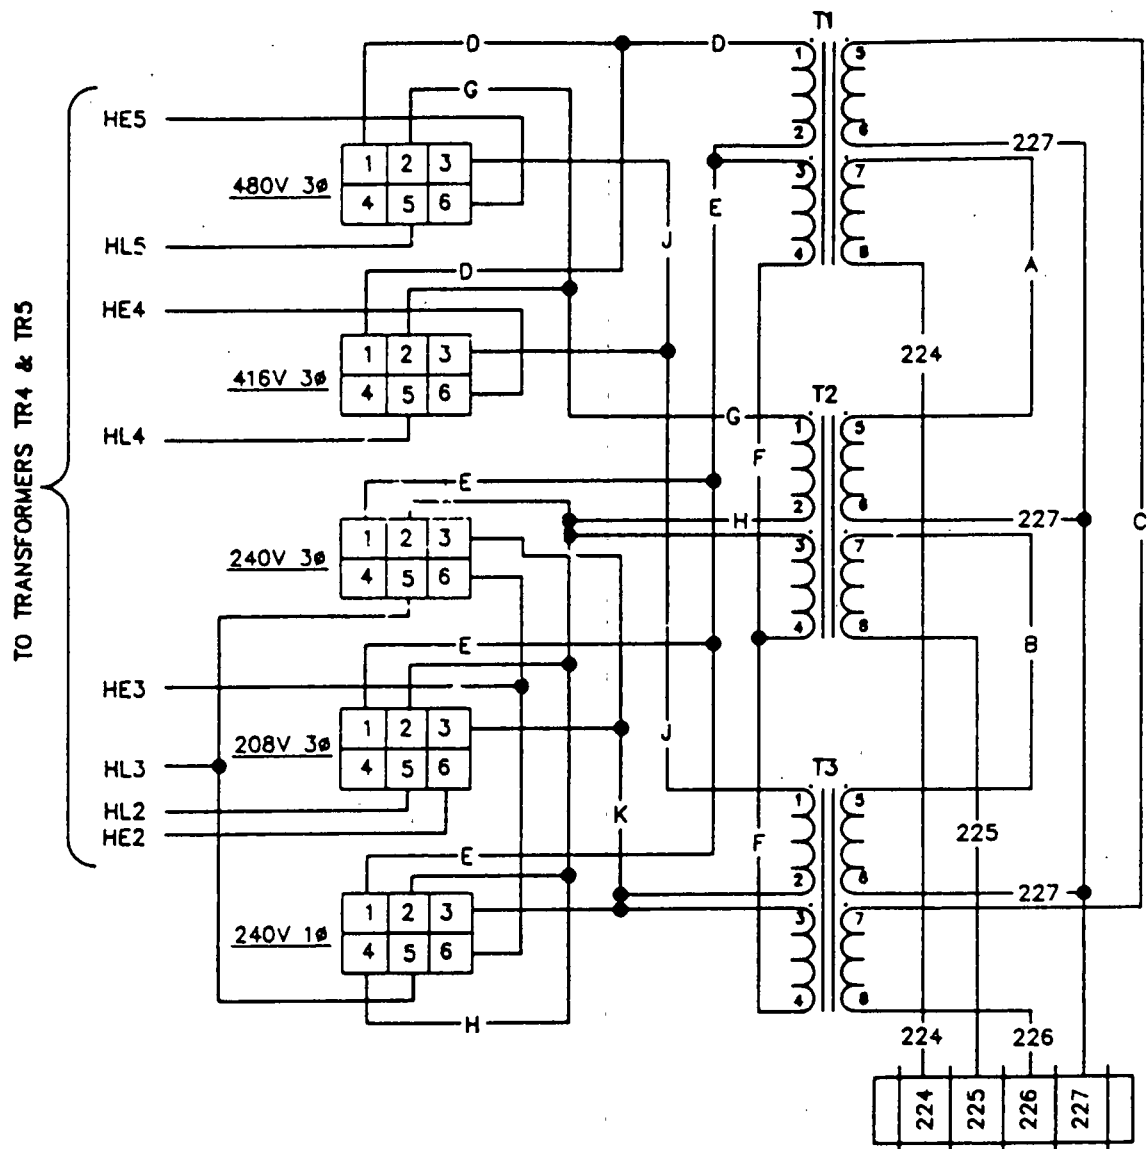 T1
D D
1 5
G
HE5
2 6
227
1 2 3
480V 3ø
4 5 6
3 7
E
HL5
J
4 8
D
A
HE4
TO TRANSFORMERS TR4 & TR5
1 2 3
224
416V 3ø
4 5 6
T2
G
1 5
HL4
F
E
2 6
H
227
C
1 2 3
240V 3ø
4 5 6
3 7
4 8
E
B
HE3
1 2 3
208V 3ø
4 5 6
J
HL3
T3
1 5
HL2
K
HE2
225
F
E
2 6
227
1 2 3
240V 1ø
4 5 6
3 7
4 8
H
224
226
224 225 226 227